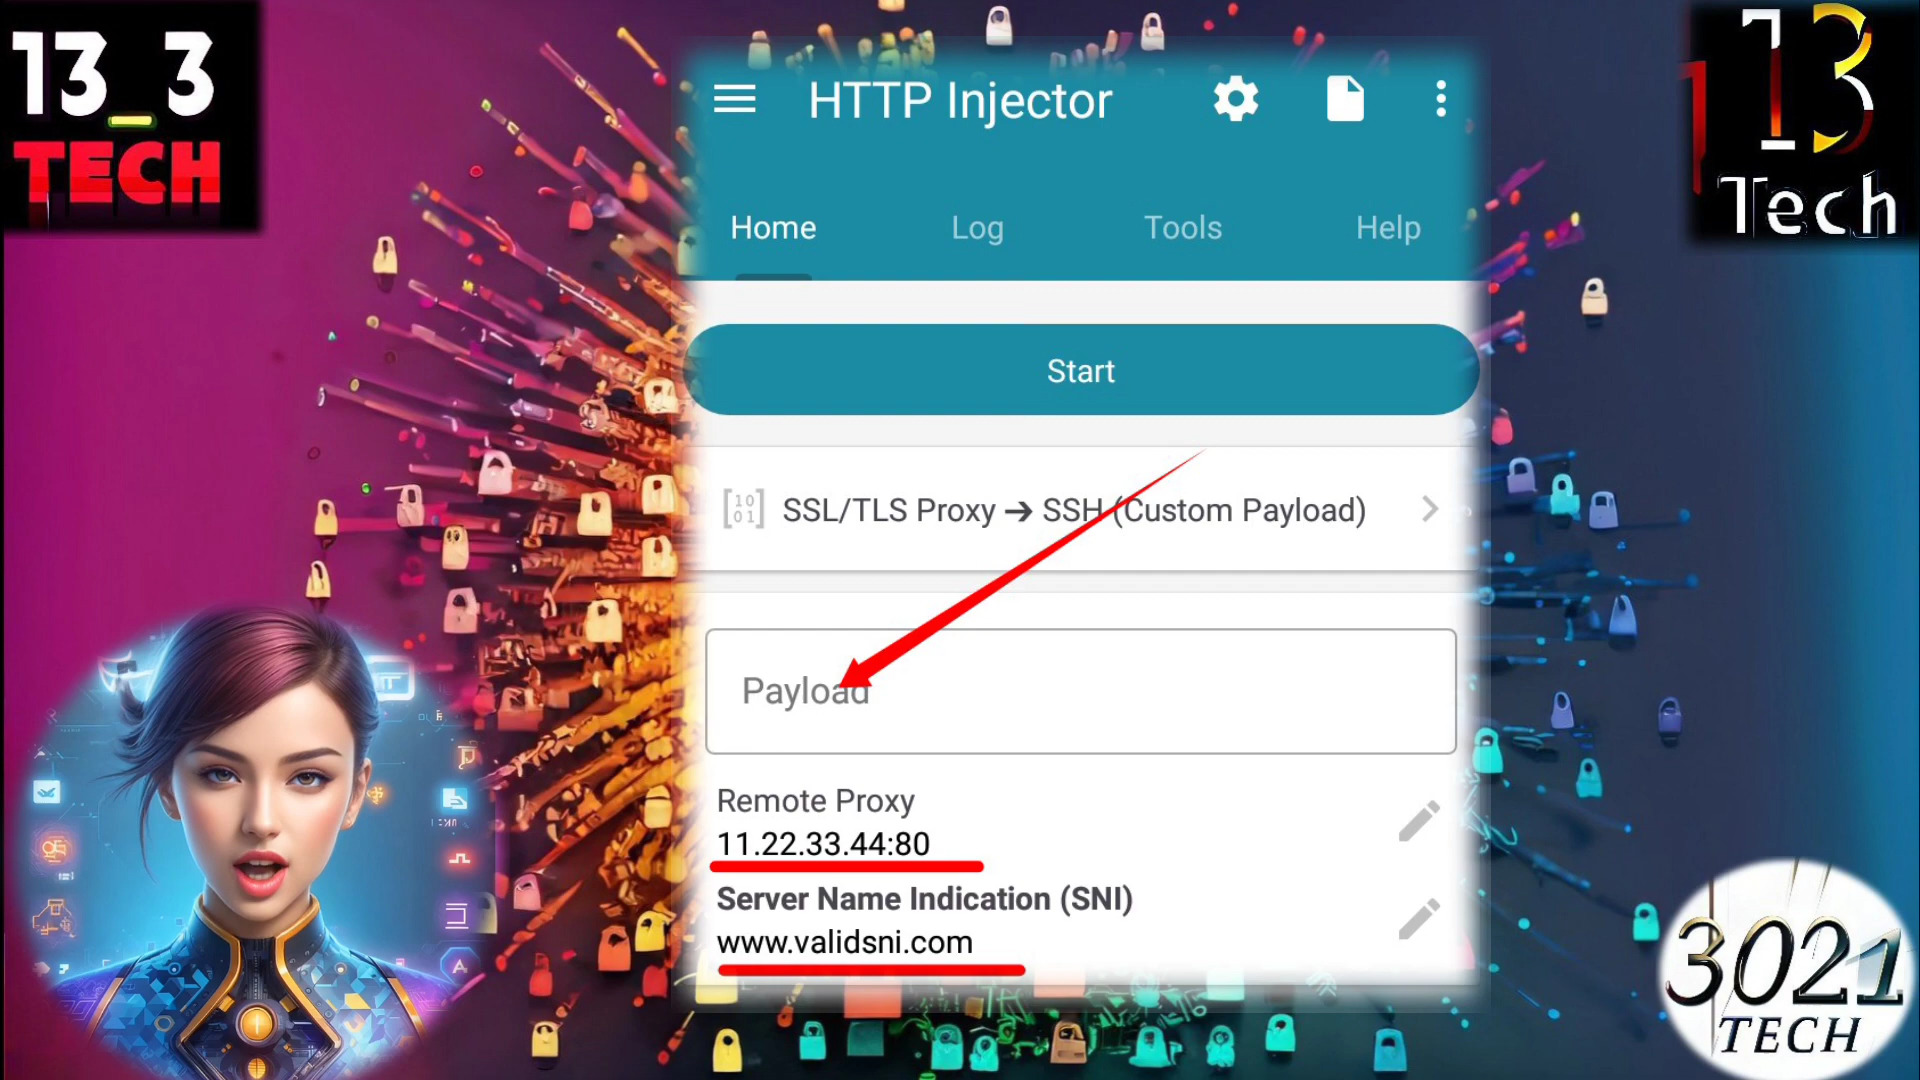 13_3
TECH
13
Tech
HTTP Injector
Home
Log
Tools
Help
Start
SSL/TLS Proxy ➔ SSH (Custom Payload)
Payload
Remote Proxy
11.22.33.44:80
Server Name Indication (SNI)
www.validsni.com
3021
TECH